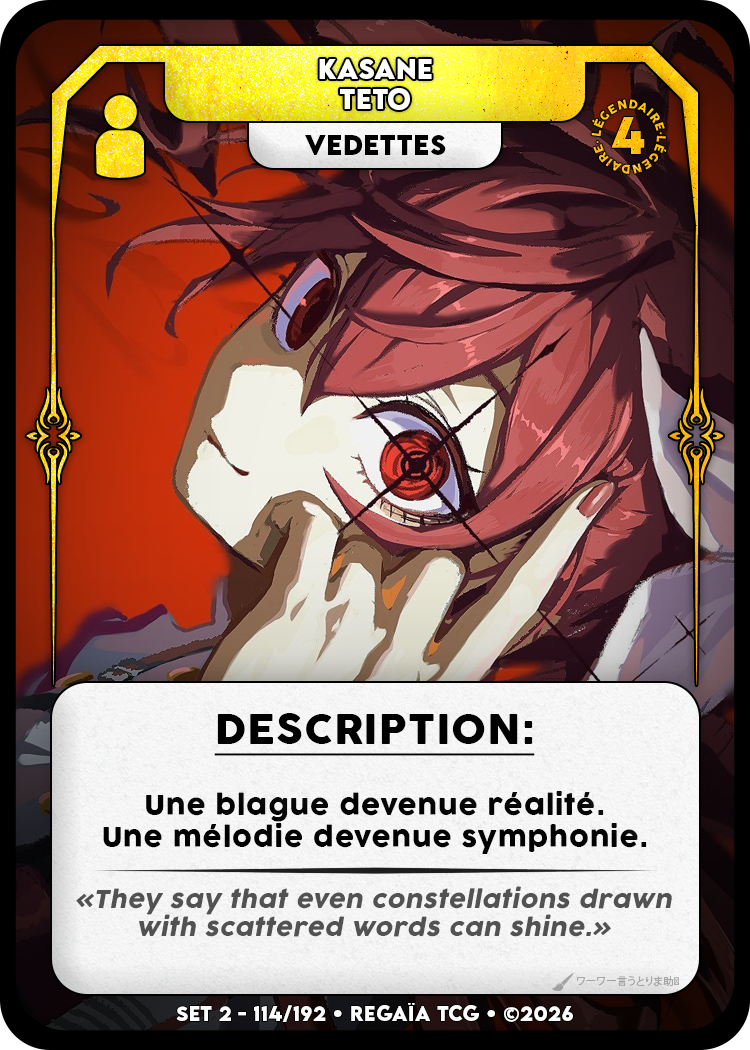 KASANE
TETO
VEDETTES
LÉGENDAIRE·LÉGENDAIRE·
4
DESCRIPTION:
Une blague devenue réalité.
Une mélodie devenue symphonie.
«They say that even constellations drawn
with scattered words can shine.»
ワーワー言うとりま助
SET 2 - 114/192 • REGAÏA TCG • ©2026